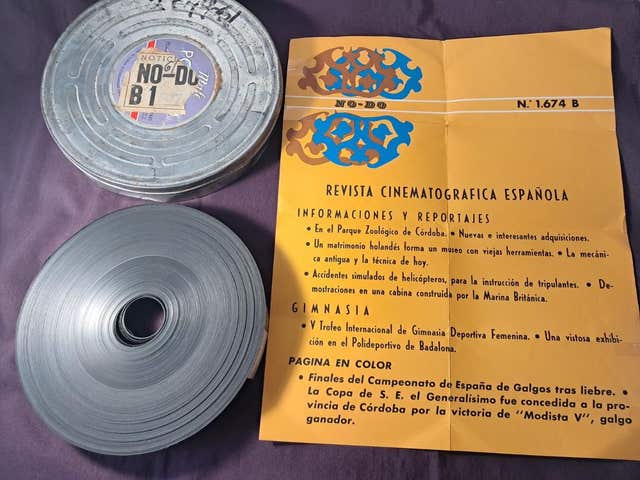 NOTICI
NO-DO
B 1
NO-DO
N.º 1.674 B
REVISTA CINEMATOGRAFICA ESPAÑOLA
INFORMACIONES Y REPORTAJES
• En el Parque Zoológico de Córdoba. • Nuevas e interesantes adquisiciones.
• Un matrimonio holandés forma un museo con viejas herramientas. • La mecáni-
ca antigua y la técnica de hoy.
• Accidentes simulados de helicópteros, para la instrucción de tripulantes. • De-
mostraciones en una cabina construida por la Marina Británica.
GIMNASIA
• V Trofeo Internacional de Gimnasia Deportiva Femenina. • Una vistosa exhibi-
ción en el Polideportivo de Badalona.
PAGINA EN COLOR
• Finales del Campeonato de España de Galgos tras liebre. •
La Copa de S. E. el Generalísimo fue concedida a la pro-
vincia de Córdoba por la victoria de "Modista V", galgo
ganador.